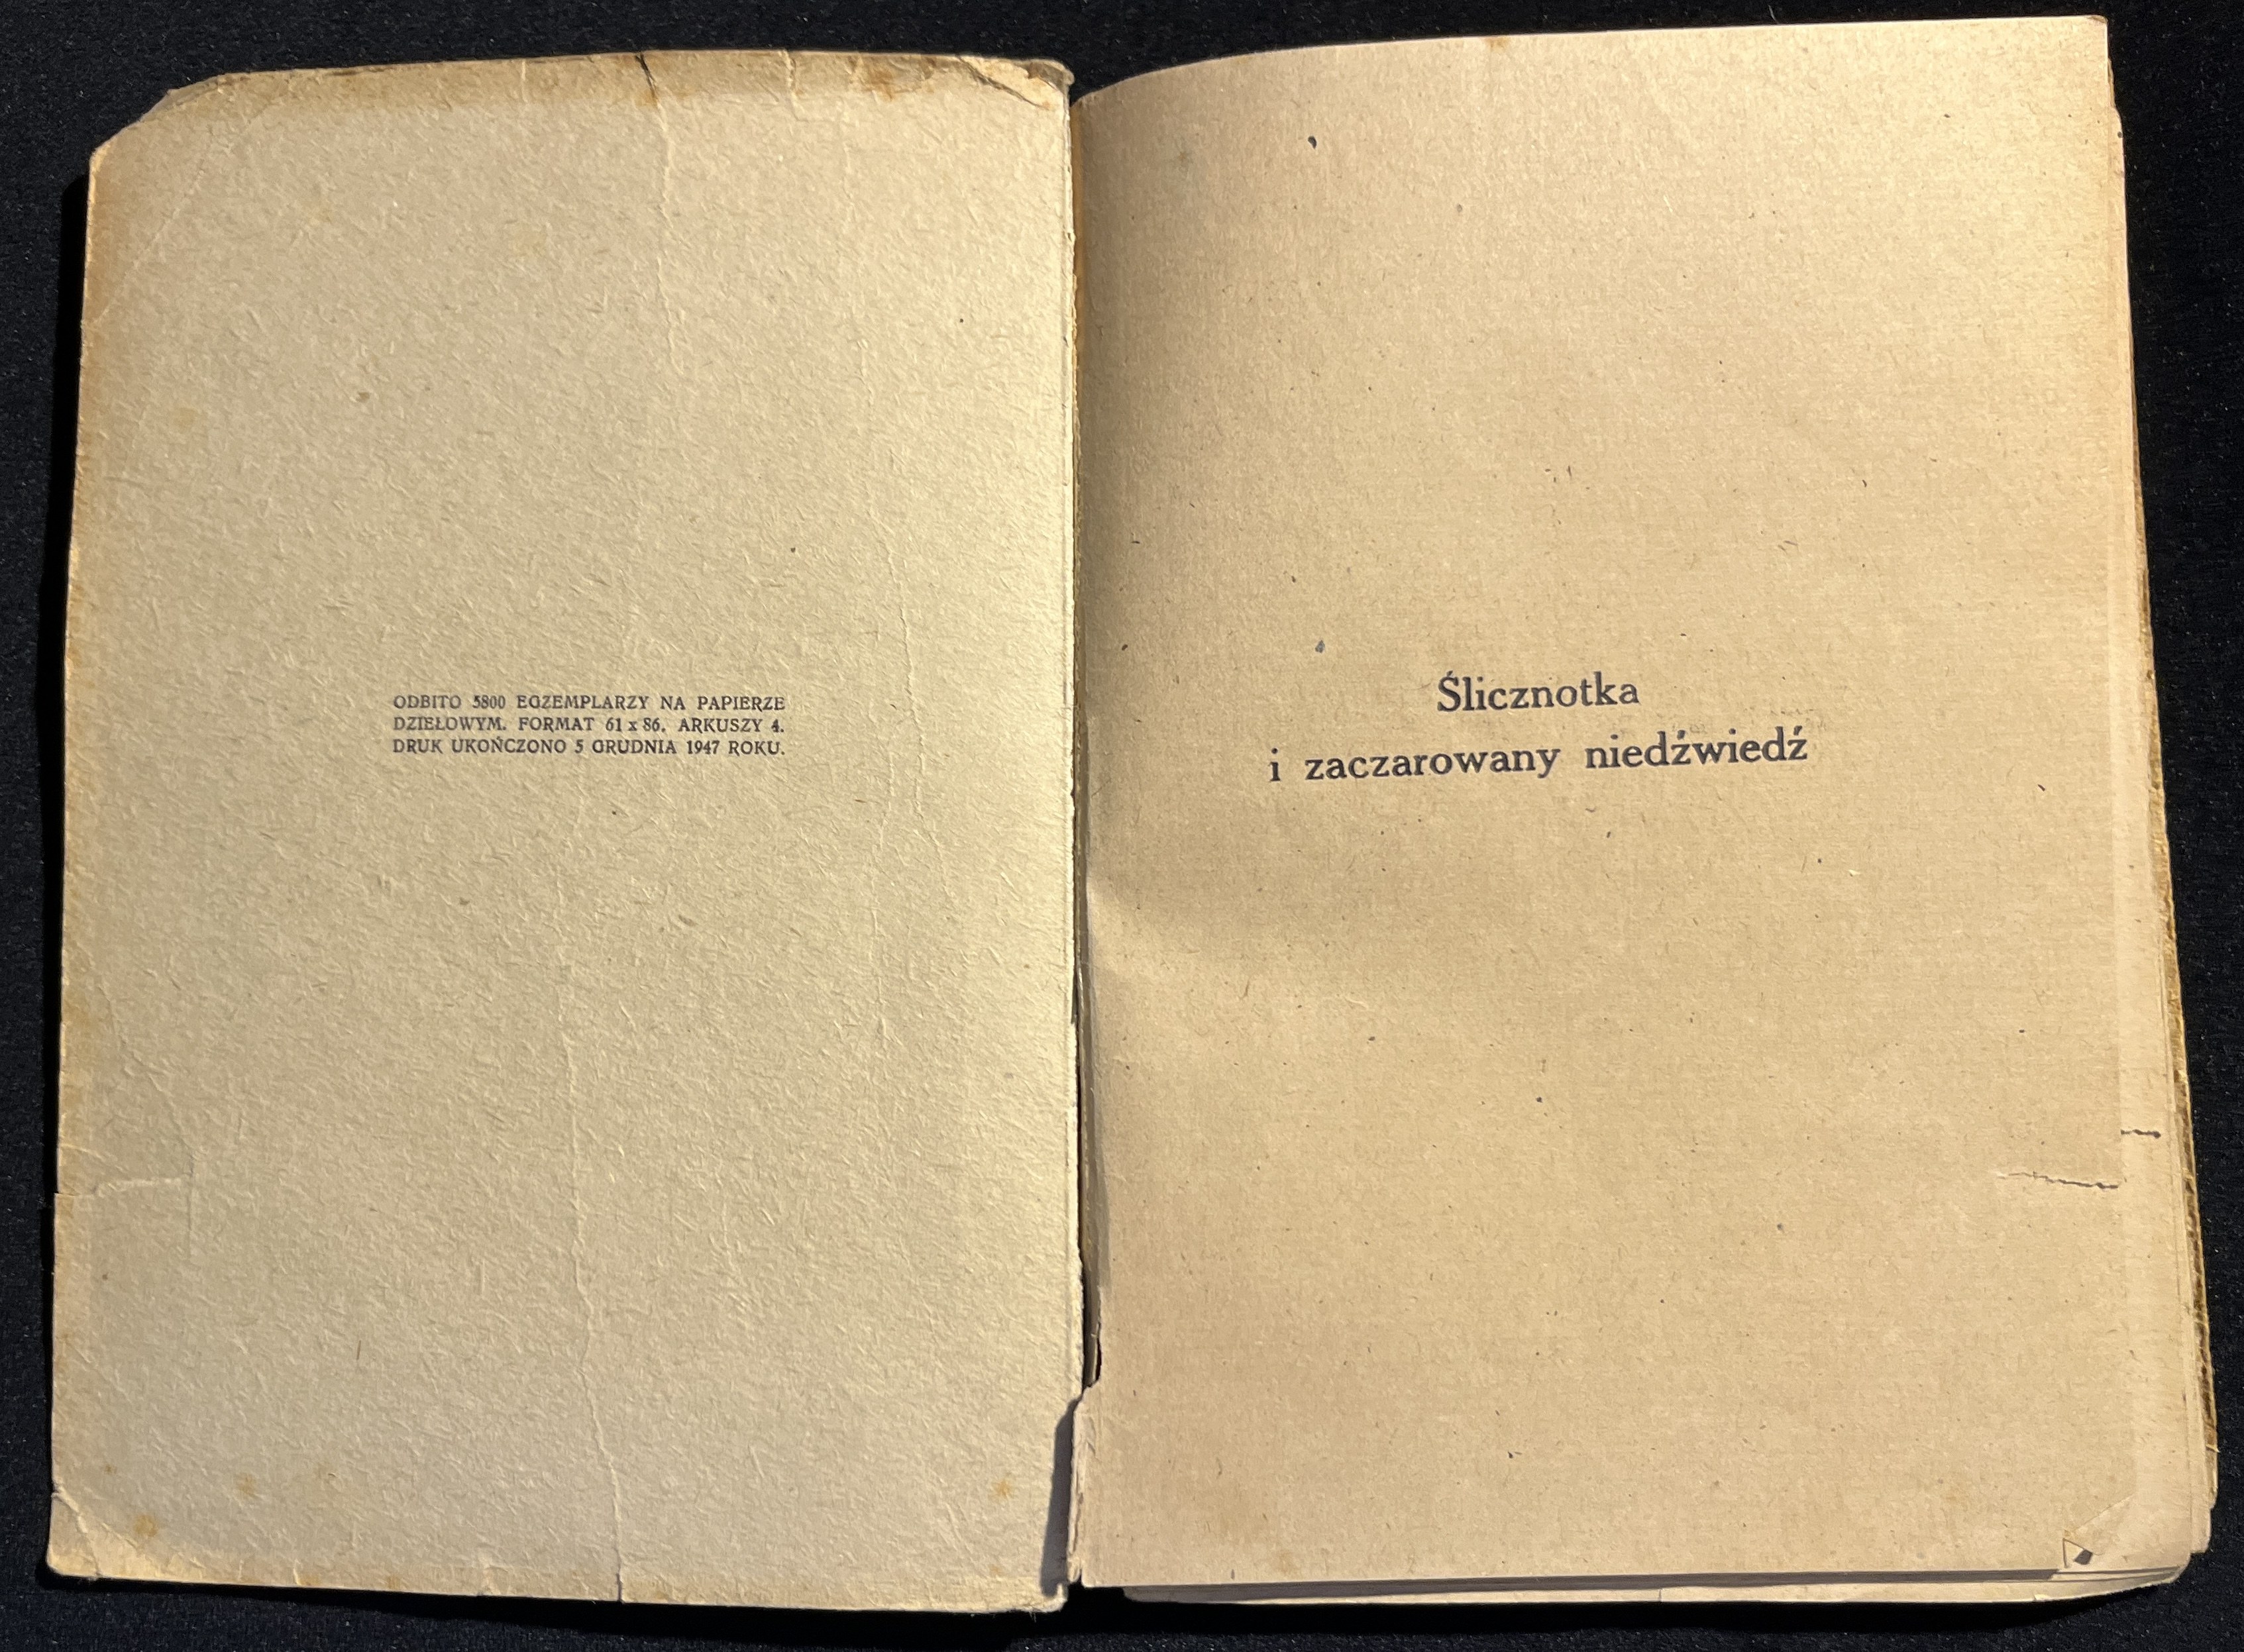 ODBITO 5800 EGZEMPLARZY NA PAPIERZE
DZIEŁOWYM. FORMAT 61 x 86. ARKUSZY 4.
DRUK UKOŃCZONO 5 GRUDNIA 1947 ROKU.
Ślicznotka
i zaczarowany niedźwiedź